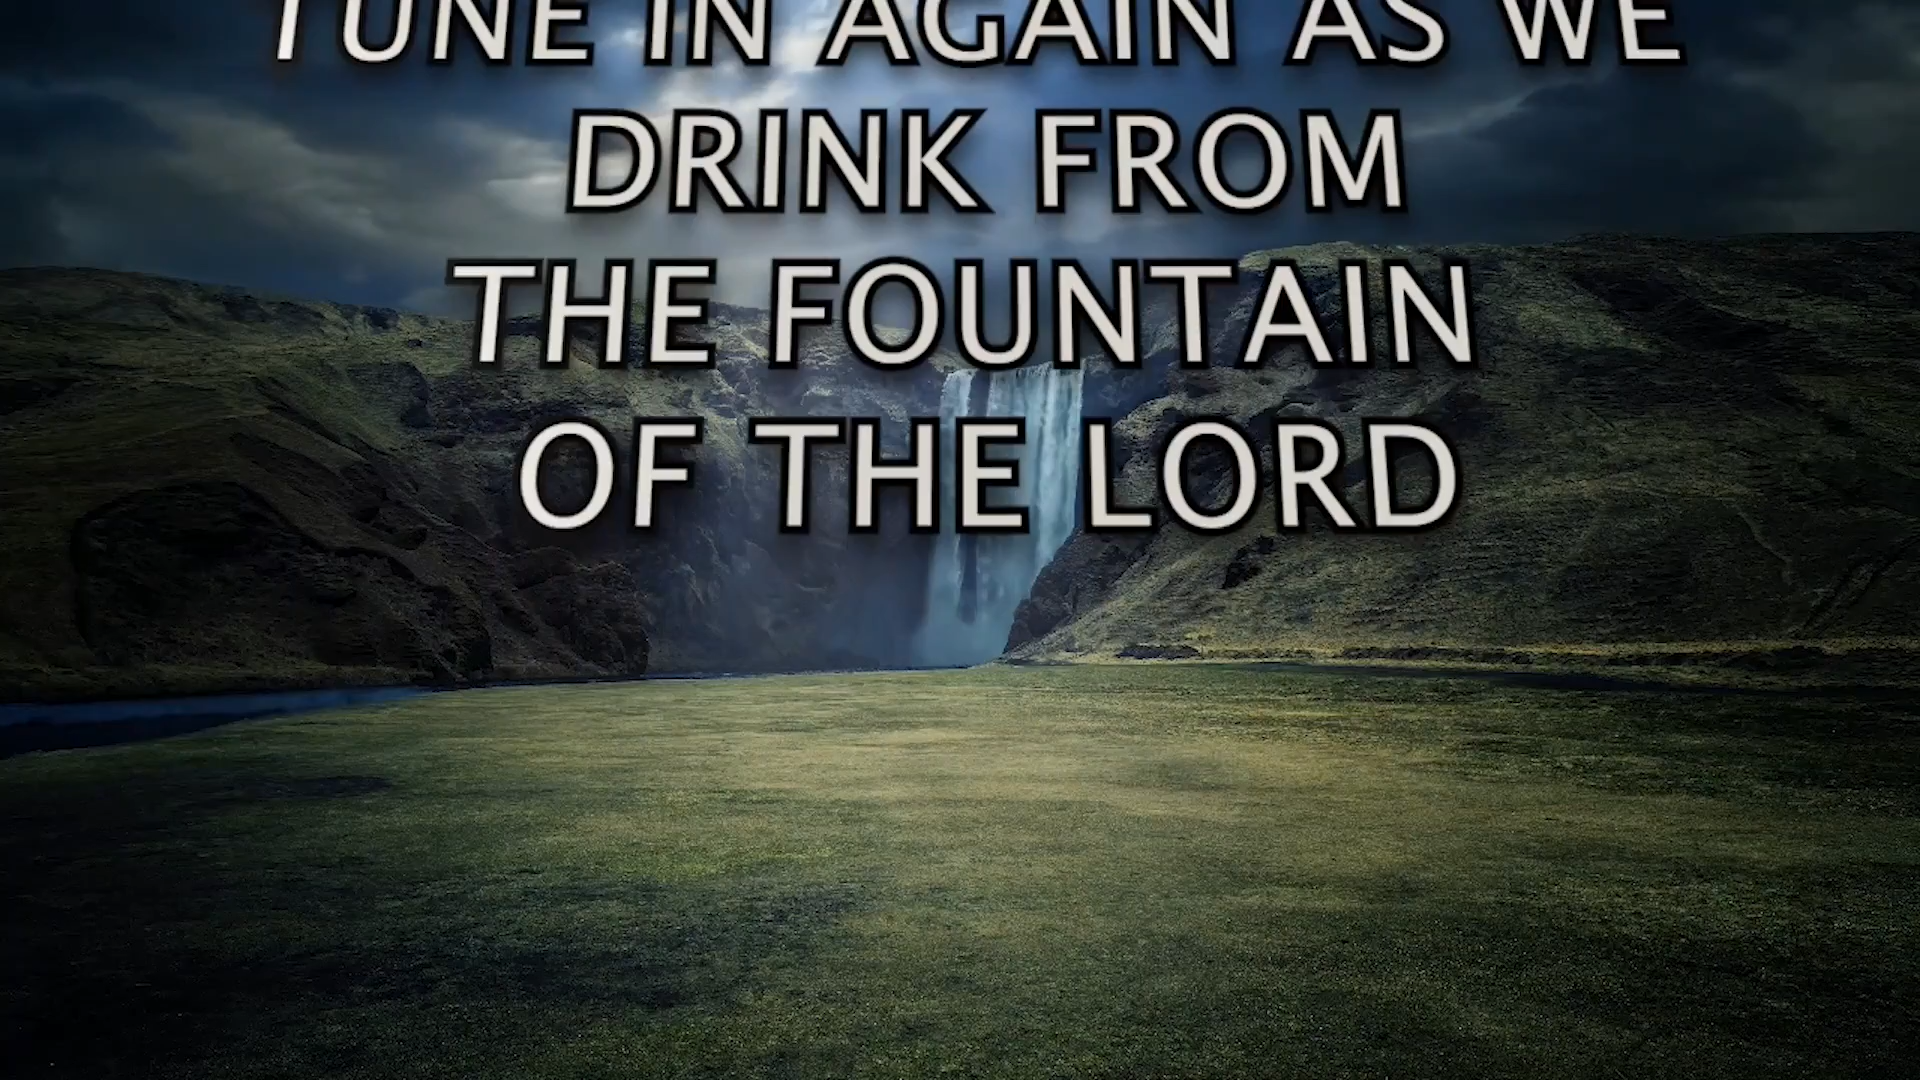 TUNE IN AGAIN AS WE
DRINK FROM
THE FOUNTAIN
OF THE LORD